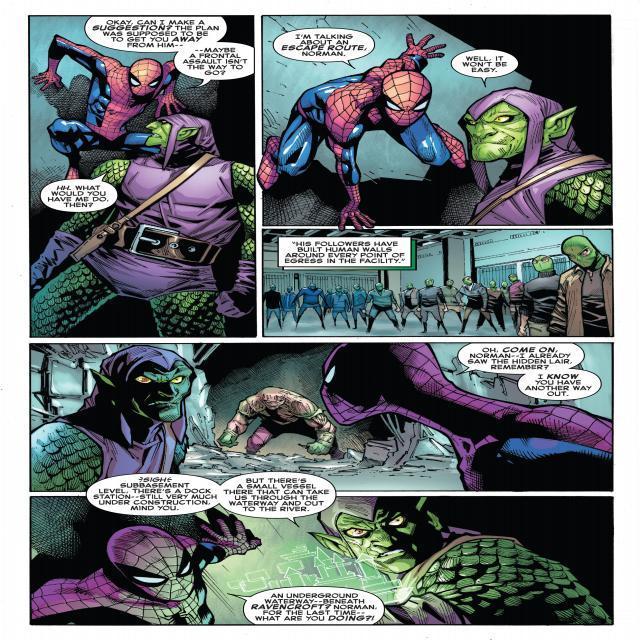 OKAY, CAN I MAKE A
SUGGESTION? THE PLAN
WAS SUPPOSED TO BE
TO GET YOU AWAY
FROM HIM--
--MAYBE
A FRONTAL
ASSAULT ISN'T
THE WAY TO
GO?
HH. WHAT
WOULD YOU
HAVE ME DO,
THEN?
I'M TALKING
ABOUT AN
ESCAPE ROUTE,
NORMAN.
WELL, IT
WON'T BE
EASY.
"HIS FOLLOWERS HAVE
BUILT HUMAN WALLS
AROUND EVERY POINT OF
EGRESS IN THE FACILITY."
OH, COME ON,
NORMAN--I ALREADY
SAW THE HIDDEN LAIR,
REMEMBER?
I KNOW
YOU HAVE
ANOTHER WAY
OUT.
?SIGH?
SUBBASEMENT
LEVEL. THERE'S A DOCK
STATION--STILL VERY MUCH
UNDER CONSTRUCTION,
MIND YOU.
BUT THERE'S
A SMALL VESSEL
THERE THAT CAN TAKE
US THROUGH THE
WATERWAY AND OUT
TO THE RIVER.
AN UNDERGROUND
WATERWAY--BENEATH
RAVENCROFT? NORMAN,
FOR THE LAST TIME--
WHAT ARE YOU DOING?!